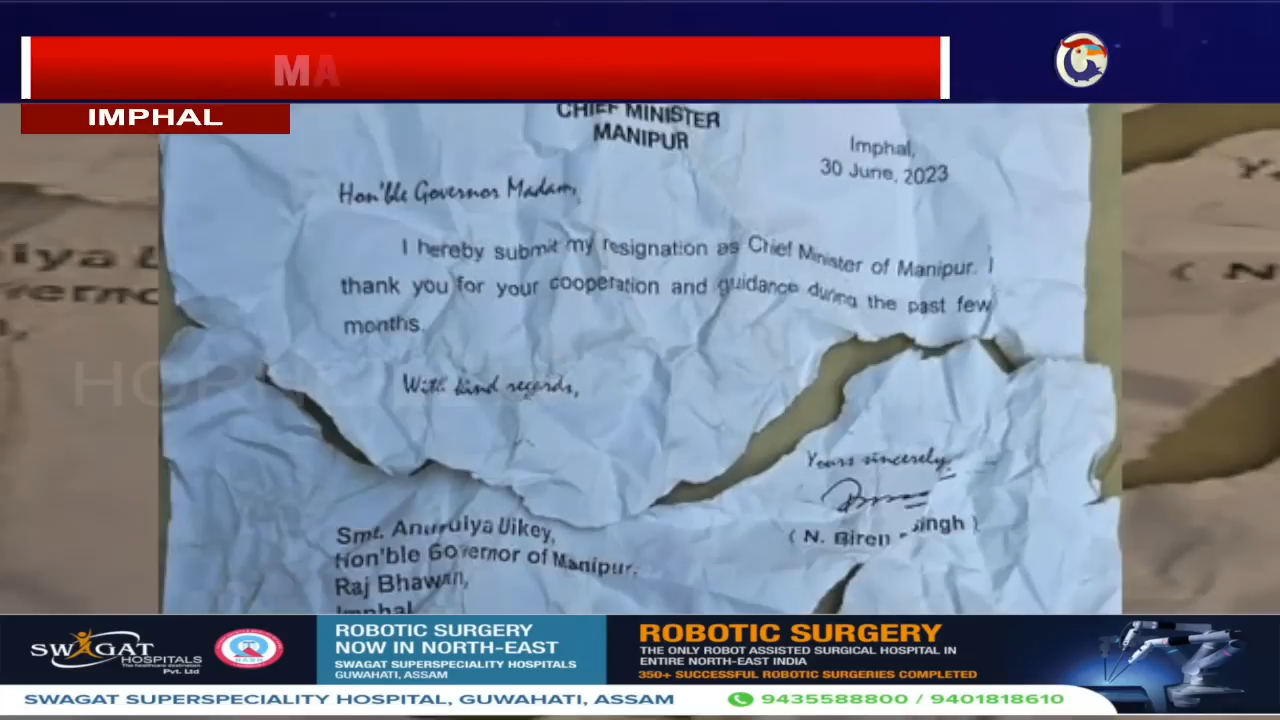 MA
IMPHAL
CHIEF MINISTER
MANIPUR
Imphal,
30 June, 2023
Hon'ble Governor Madam,
I hereby submit my resignation as Chief Minister of Manipur. I
thank you for your cooperation and guidance during the past few
months.
With kind regards,
Yours sincerely,
( N. Biren Singh )
Smt. Anusuiya Uikey,
Hon'ble Governor of Manipur,
Raj Bhawan,
Imphal
SWAGAT
HOSPITALS
The healthcare destination
Pvt. Ltd
ROBOTIC SURGERY
NOW IN NORTH-EAST
SWAGAT SUPERSPECIALITY HOSPITALS
GUWAHATI, ASSAM
ROBOTIC SURGERY
THE ONLY ROBOT ASSISTED SURGICAL HOSPITAL IN
ENTIRE NORTH-EAST INDIA
350+ SUCCESSFUL ROBOTIC SURGERIES COMPLETED
SWAGAT SUPERSPECIALITY HOSPITAL, GUWAHATI, ASSAM
9435588800 / 9401818610